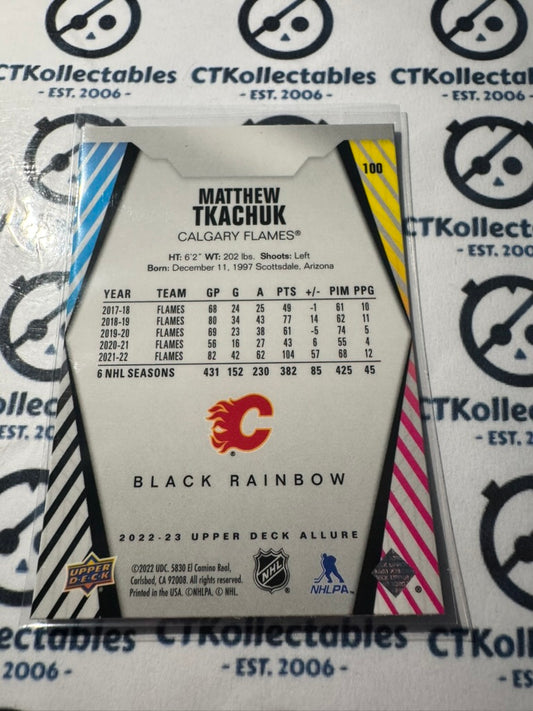 CTKollectables CTKollectables CTKollectables
- EST. 2006 - - EST. 2006 - - EST. 2006 -
100
MATTHEW
TKACHUK
CALGARY FLAMES®
HT: 6'2" WT: 202 lbs. Shoots: Left
Born: December 11, 1997 Scottsdale, Arizona
YEAR TEAM GP G A PTS +/- PIM PPG
2017-18 FLAMES 68 24 25 49 -1 61 10
2018-19 FLAMES 80 34 43 77 14 62 11
2019-20 FLAMES 69 23 38 61 -5 74 5
2020-21 FLAMES 56 16 27 43 6 55 4
2021-22 FLAMES 82 42 62 104 57 68 12
6 NHL SEASONS 431 152 230 382 85 425 45
C
BLACK RAINBOW
2022-23 UPPER DECK ALLURE
©2022 UDC. 5830 El Camino Real,
Carlsbad, CA 92008. All rights reserved.
Printed in the USA. ©NHLPA, © NHL.
UPPER
DECK
NHL
NHLPA™
CTKollectables CTKollectables
- EST. 2006 - - EST. 2006 -